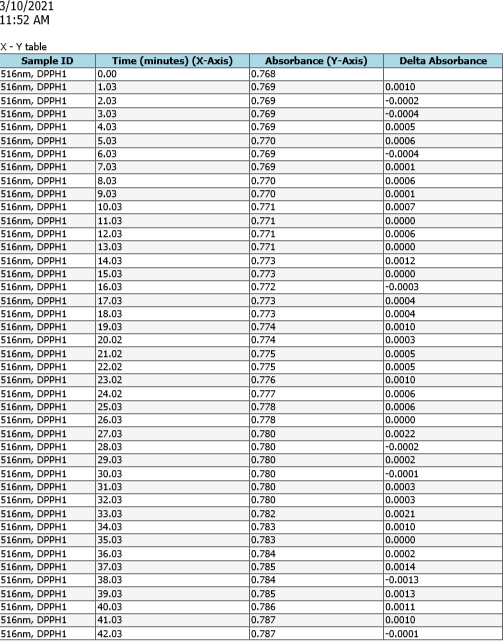 3/10/2021
11:52 AM
X - Y table
Sample ID Time (minutes) (X-Axis) Absorbance (Y-Axis) Delta Absorbance
516nm, DPPH1 0.00 0.768
516nm, DPPH1 1.03 0.769 0.0010
516nm, DPPH1 2.03 0.769 -0.0002
516nm, DPPH1 3.03 0.769 -0.0004
516nm, DPPH1 4.03 0.769 0.0005
516nm, DPPH1 5.03 0.770 0.0006
516nm, DPPH1 6.03 0.769 -0.0004
516nm, DPPH1 7.03 0.769 0.0001
516nm, DPPH1 8.03 0.770 0.0006
516nm, DPPH1 9.03 0.770 0.0001
516nm, DPPH1 10.03 0.771 0.0007
516nm, DPPH1 11.03 0.771 0.0000
516nm, DPPH1 12.03 0.771 0.0006
516nm, DPPH1 13.03 0.771 0.0000
516nm, DPPH1 14.03 0.773 0.0012
516nm, DPPH1 15.03 0.773 0.0000
516nm, DPPH1 16.03 0.772 -0.0003
516nm, DPPH1 17.03 0.773 0.0004
516nm, DPPH1 18.03 0.773 0.0004
516nm, DPPH1 19.03 0.774 0.0010
516nm, DPPH1 20.02 0.774 0.0003
516nm, DPPH1 21.02 0.775 0.0005
516nm, DPPH1 22.02 0.775 0.0005
516nm, DPPH1 23.02 0.776 0.0010
516nm, DPPH1 24.02 0.777 0.0006
516nm, DPPH1 25.03 0.778 0.0006
516nm, DPPH1 26.03 0.778 0.0000
516nm, DPPH1 27.03 0.780 0.0022
516nm, DPPH1 28.03 0.780 -0.0002
516nm, DPPH1 29.03 0.780 0.0002
516nm, DPPH1 30.03 0.780 -0.0001
516nm, DPPH1 31.03 0.780 0.0003
516nm, DPPH1 32.03 0.780 0.0003
516nm, DPPH1 33.03 0.782 0.0021
516nm, DPPH1 34.03 0.783 0.0010
516nm, DPPH1 35.03 0.783 0.0000
516nm, DPPH1 36.03 0.784 0.0002
516nm, DPPH1 37.03 0.785 0.0014
516nm, DPPH1 38.03 0.784 -0.0013
516nm, DPPH1 39.03 0.785 0.0013
516nm, DPPH1 40.03 0.786 0.0011
516nm, DPPH1 41.03 0.787 0.0010
516nm, DPPH1 42.03 0.787 -0.0001